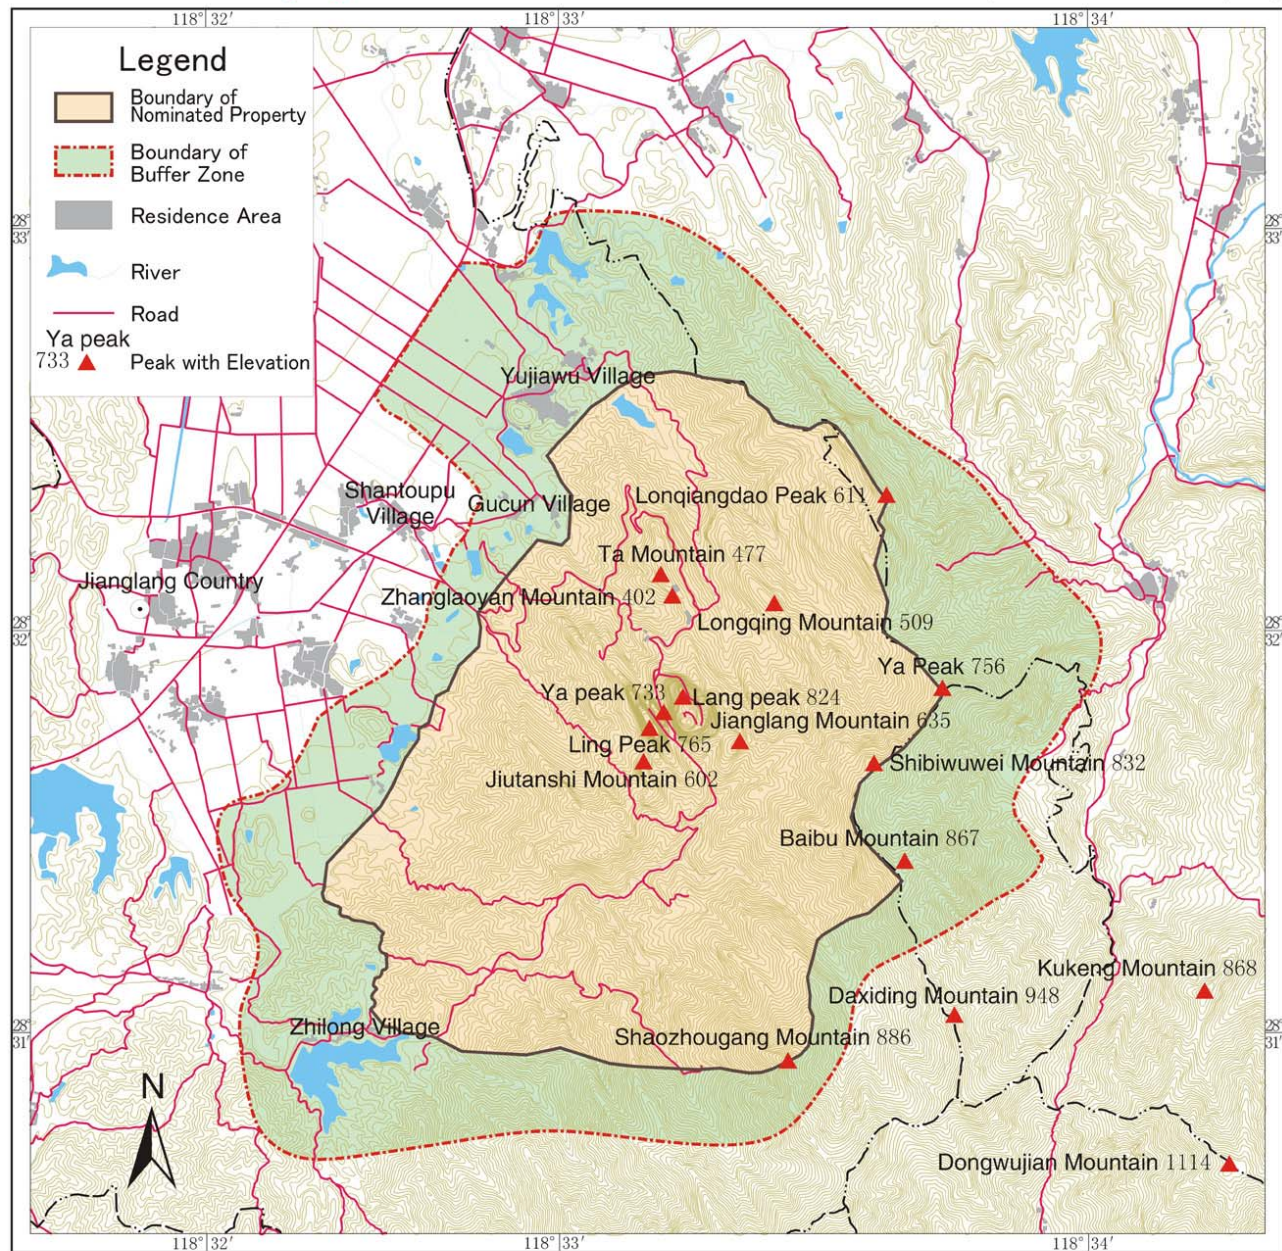 118° 32′
118° 33′
118° 34′
Legend
Boundary of
Nominated Property
Boundary of
Buffer Zone
Residence Area
River
Road
Ya peak
733
Peak with Elevation
28°
33′
28°
33′
Yujiawu Village
Shantoupu
Village
Gucun Village
Lonqiangdao Peak 611
Ta Mountain 477
Jianglang Country
Zhanglaoyan Mountain 402
Longqing Mountain 509
28°
32′
28°
32′
Ya Peak 756
Ya peak 733
Lang peak 824
Jianglang Mountain 635
Ling Peak 765
Shibiwuwei Mountain 832
Jiutanshi Mountain 602
Baibu Mountain 867
Kukeng Mountain 868
Daxiding Mountain 948
Zhilong Village
Shaozhougang Mountain 886
28°
31′
28°
31′
N
Dongwujian Mountain 1114
118° 32′
118° 33′
118° 34′